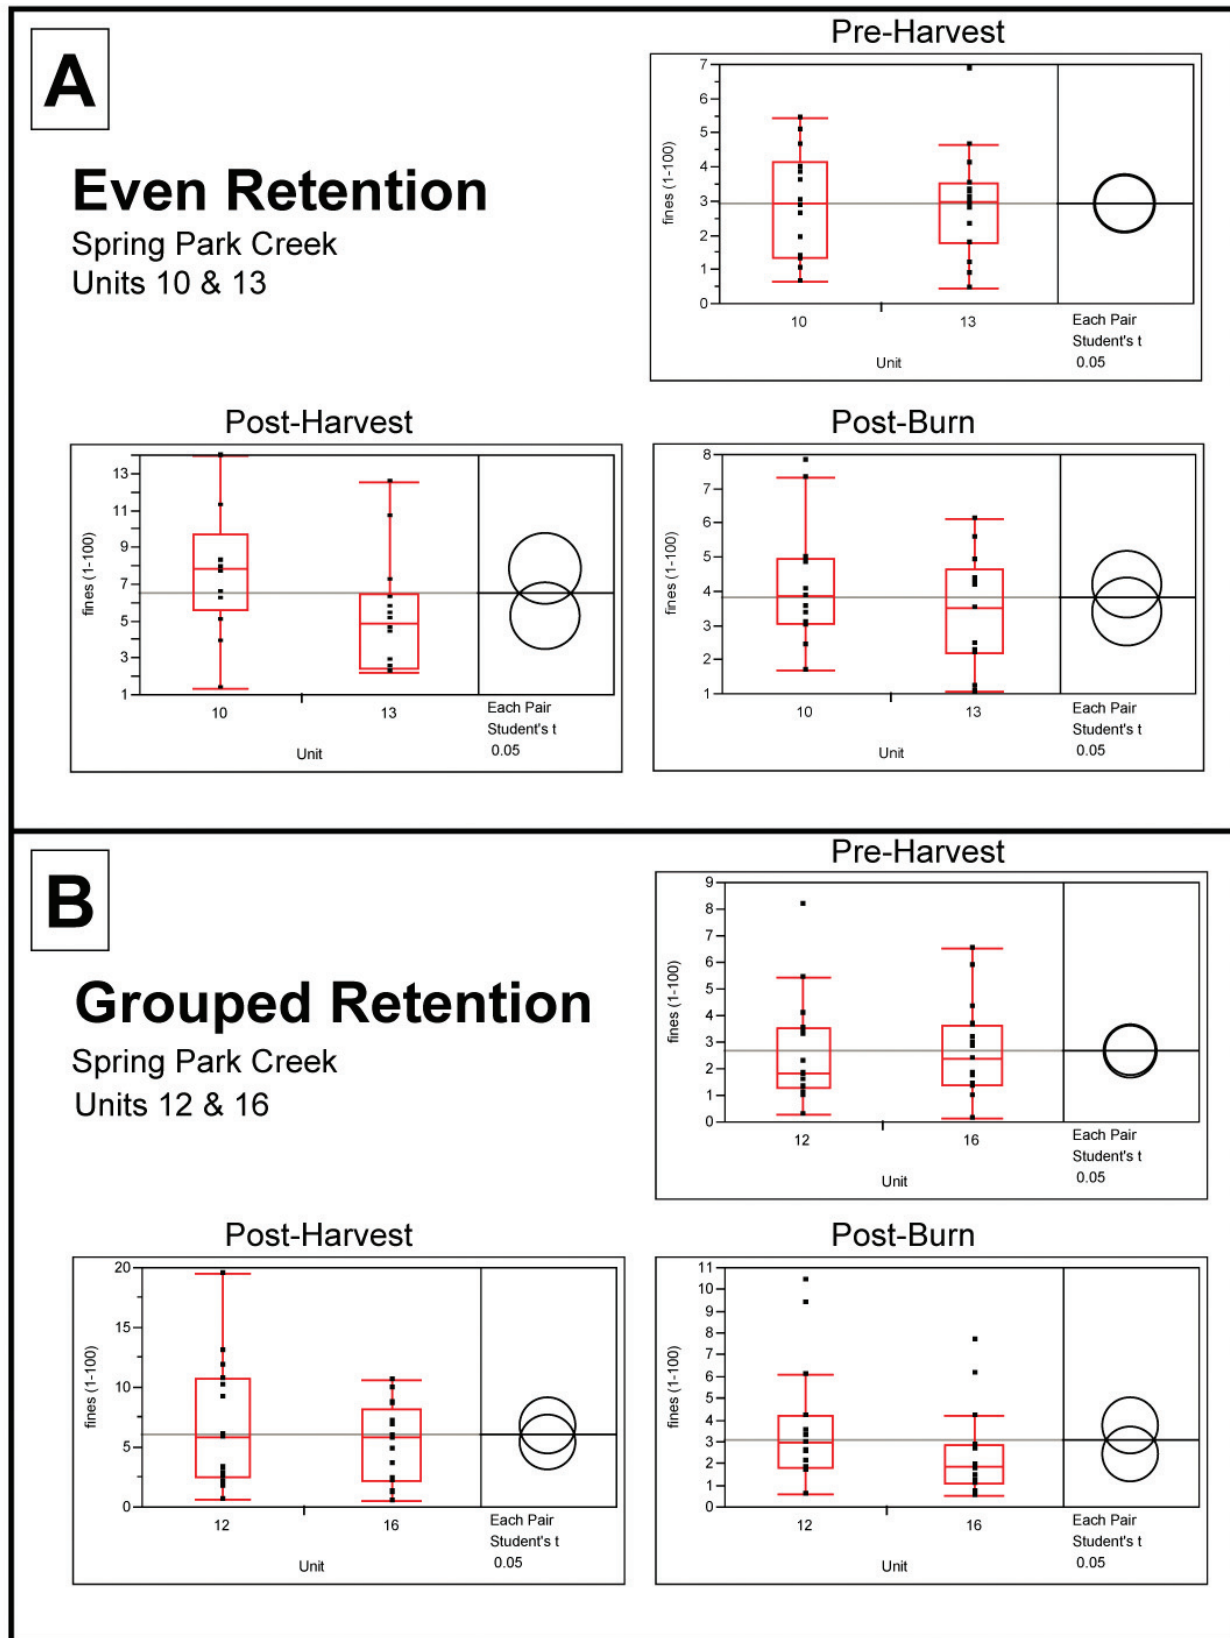 A
Even Retention
Spring Park Creek
Units 10 & 13
Pre-Harvest
7
6
5
4
3
2
1
0
fines (1-100)
10
13
Unit
Each Pair
Student's t
0.05
Post-Harvest
13
11
9
7
5
3
1
fines (1-100)
10
13
Unit
Each Pair
Student's t
0.05
Post-Burn
8
7
6
5
4
3
2
1
fines (1-100)
10
13
Unit
Each Pair
Student's t
0.05
B
Grouped Retention
Spring Park Creek
Units 12 & 16
Pre-Harvest
9
8
7
6
5
4
3
2
1
0
fines (1-100)
12
16
Unit
Each Pair
Student's t
0.05
Post-Harvest
20
15
10
5
0
fines (1-100)
12
16
Unit
Each Pair
Student's t
0.05
Post-Burn
11
10
9
8
7
6
5
4
3
2
1
0
fines (1-100)
12
16
Unit
Each Pair
Student's t
0.05